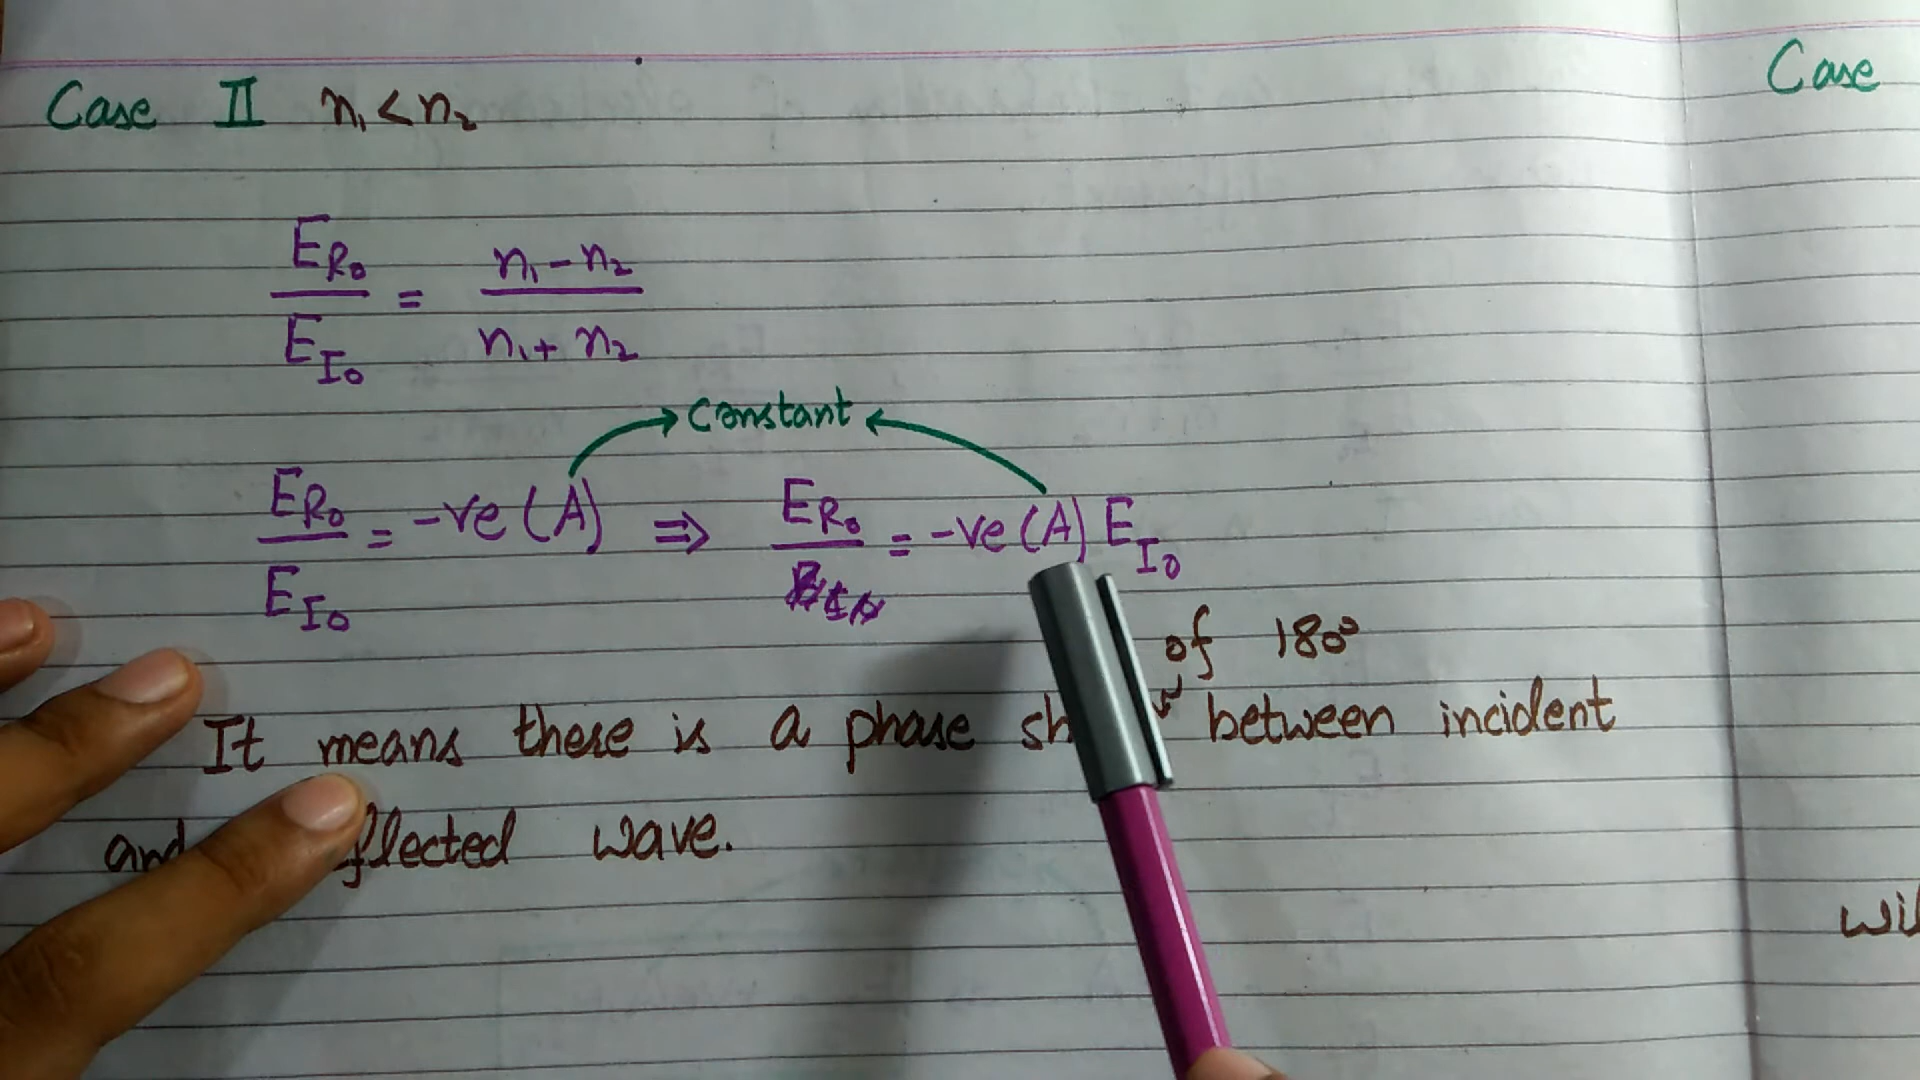 Case II n₁ < n₂
E_R₀ / E_I₀ = n₁ - n₂ / n₁ + n₂
Constant
E_R₀ / E_I₀ = -ve (A) ⇒ E_R₀ = -ve (A) E_I₀
of 180°
It means there is a phase sh between incident
and flected wave.
Case
wil